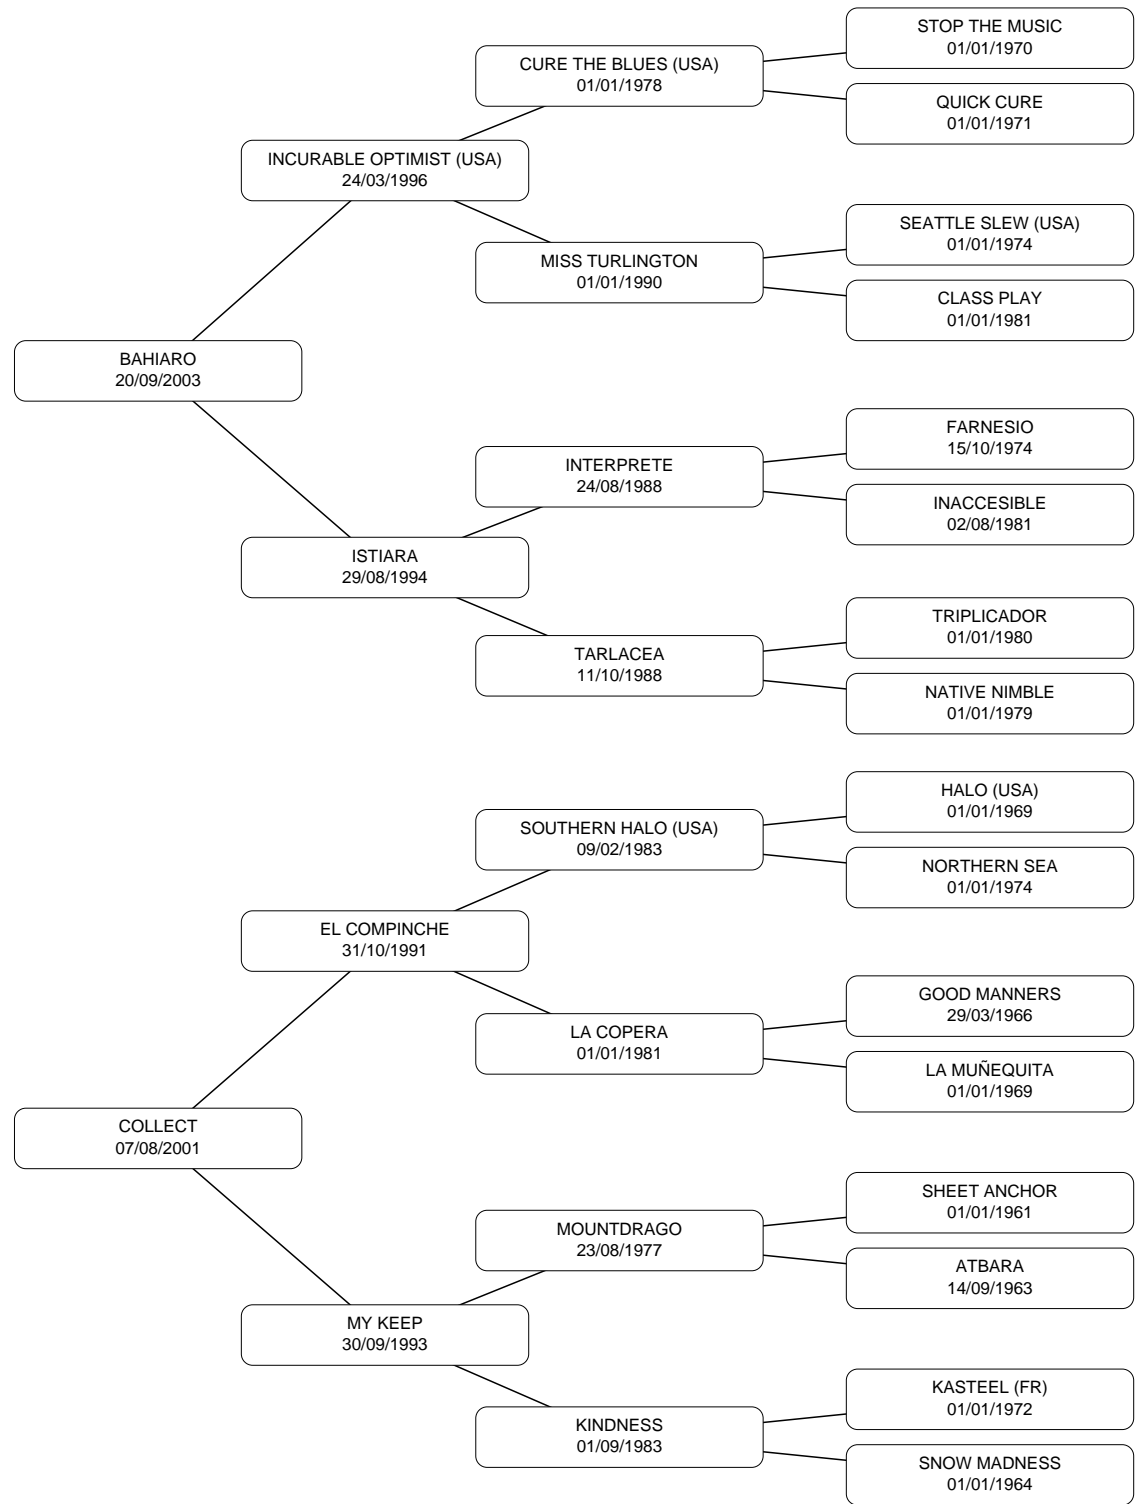 STOP THE MUSIC
01/01/1970
CURE THE BLUES (USA)
01/01/1978
QUICK CURE
01/01/1971
INCURABLE OPTIMIST (USA)
24/03/1996
SEATTLE SLEW (USA)
01/01/1974
MISS TURLINGTON
01/01/1990
CLASS PLAY
01/01/1981
BAHIARO
20/09/2003
FARNESIO
15/10/1974
INTERPRETE
24/08/1988
INACCESIBLE
02/08/1981
ISTIARA
29/08/1994
TRIPLICADOR
01/01/1980
TARLACEA
11/10/1988
NATIVE NIMBLE
01/01/1979
HALO (USA)
01/01/1969
SOUTHERN HALO (USA)
09/02/1983
NORTHERN SEA
01/01/1974
EL COMPINCHE
31/10/1991
GOOD MANNERS
29/03/1966
LA COPERA
01/01/1981
LA MUÑEQUITA
01/01/1969
COLLECT
07/08/2001
SHEET ANCHOR
01/01/1961
MOUNTDRAGO
23/08/1977
ATBARA
14/09/1963
MY KEEP
30/09/1993
KASTEEL (FR)
01/01/1972
KINDNESS
01/09/1983
SNOW MADNESS
01/01/1964